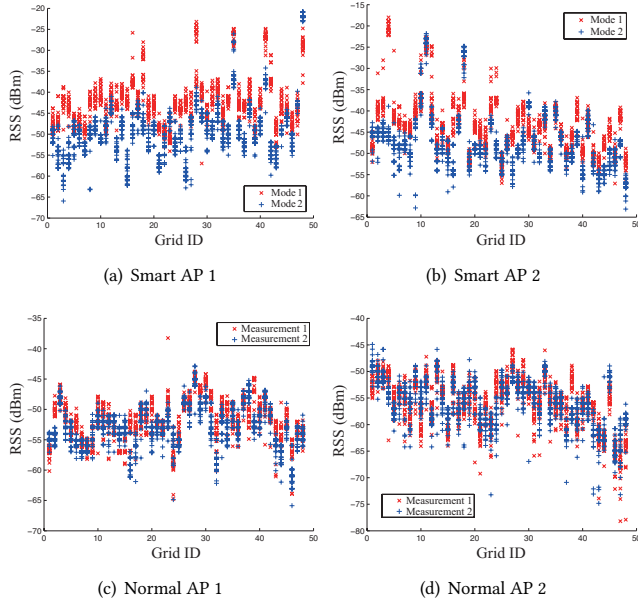 −20
−25
−30
−35
−40
−45
−50
−55
−60
−65
−70
RSS (dBm)
0 10 20 30 40 50
Grid ID
× Mode 1
+ Mode 2
(a) Smart AP 1
−15
−20
−25
−30
−35
−40
−45
−50
−55
−60
−65
RSS (dBm)
0 10 20 30 40 50
Grid ID
× Mode 1
+ Mode 2
(b) Smart AP 2
−35
−40
−45
−50
−55
−60
−65
−70
RSS (dBm)
0 10 20 30 40 50
Grid ID
× Measurement 1
+ Measurement 2
(c) Normal AP 1
−40
−45
−50
−55
−60
−65
−70
−75
−80
RSS (dBm)
0 10 20 30 40 50
Grid ID
× Measurement 1
+ Measurement 2
(d) Normal AP 2